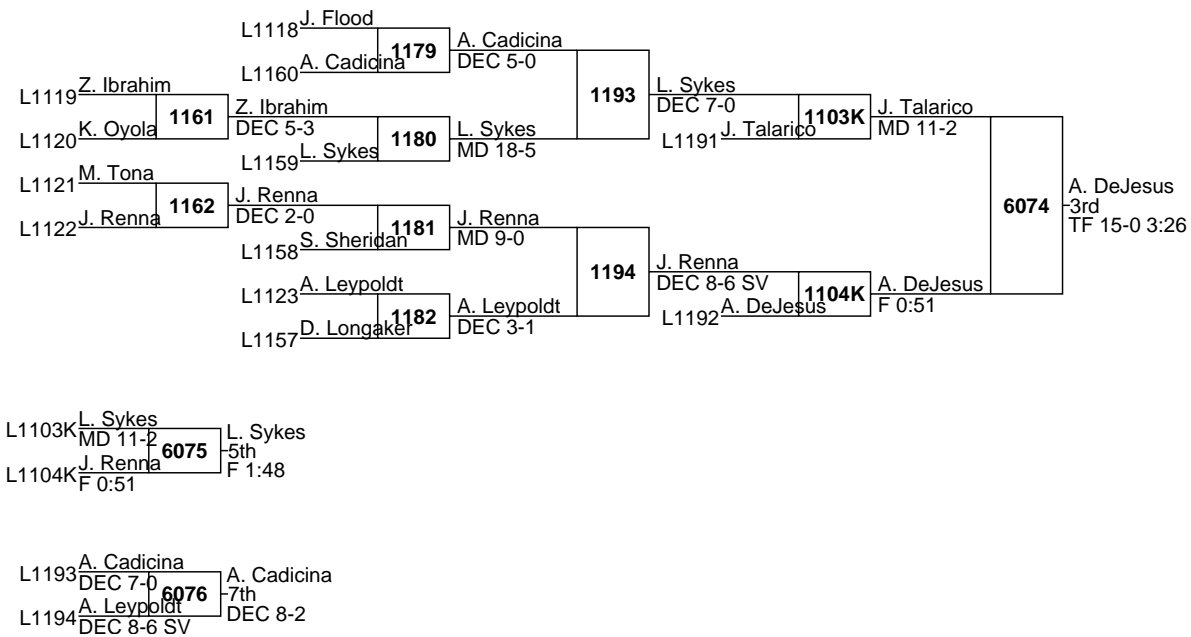 J. Flood
L1118
1179
A. Cadicina
DEC 5-0
A. Cadicina
L1160
Z. Ibrahim
L1119
1161
Z. Ibrahim
DEC 5-3
K. Oyola
L1120
1180
L. Sykes
MD 18-5
L. Sykes
L1159
1193
L. Sykes
DEC 7-0
1103K
J. Talarico
MD 11-2
J. Talarico
L1191
M. Tona
L1121
1162
J. Renna
DEC 2-0
J. Renna
L1122
1181
J. Renna
MD 9-0
S. Sheridan
L1158
1194
J. Renna
DEC 8-6 SV
A. Leypoldt
L1123
1182
A. Leypoldt
DEC 3-1
D. Longaker
L1157
1104K
A. DeJesus
F 0:51
A. DeJesus
L1192
6074
A. DeJesus
3rd
TF 15-0 3:26
L. Sykes
L1103K
MD 11-2
6075
L. Sykes
5th
F 1:48
J. Renna
L1104K
F 0:51
A. Cadicina
L1193
DEC 7-0
6076
A. Cadicina
7th
DEC 8-2
A. Leypoldt
L1194
DEC 8-6 SV